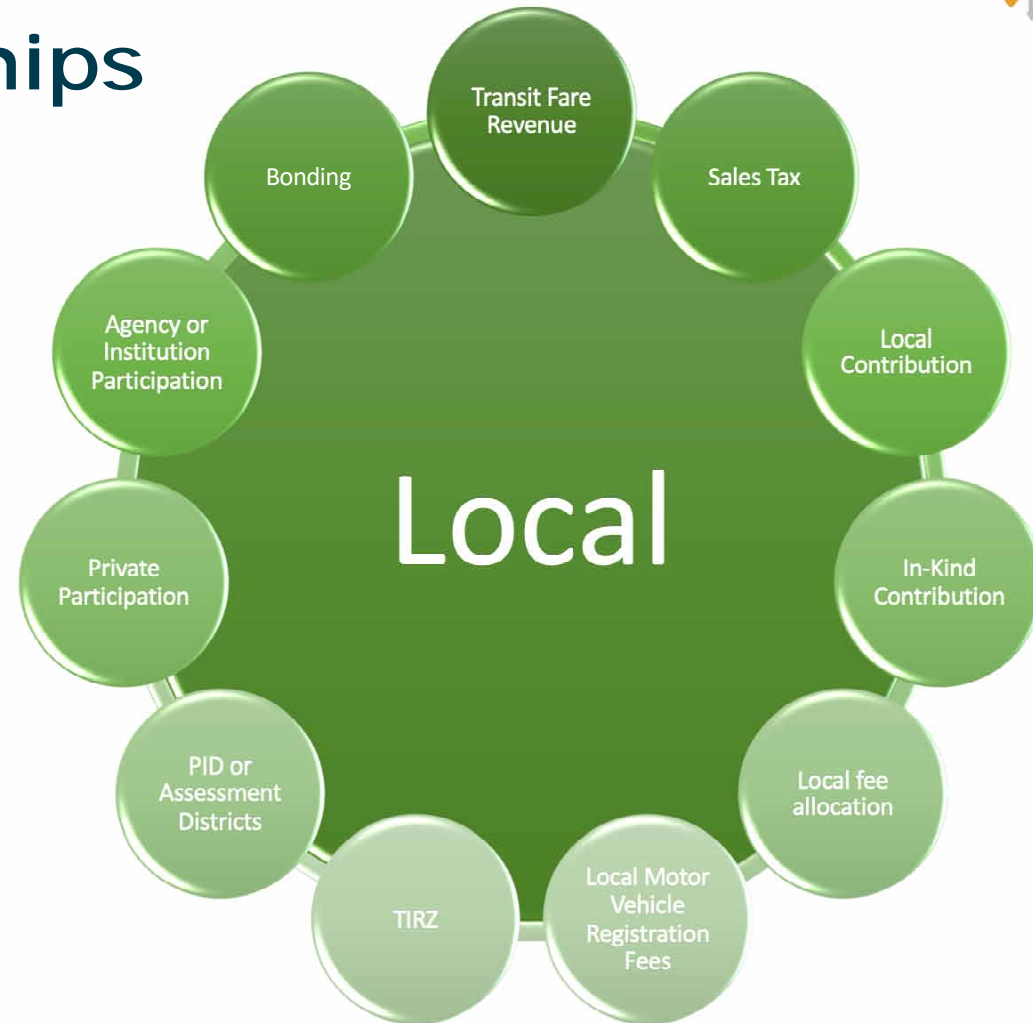 hips
Transit Fare
Revenue
Bonding
Sales Tax
Agency or
Institution
Participation
Local
Contribution
Local
Private
Participation
In-Kind
Contribution
PID or
Assessment
Districts
Local fee
allocation
TIRZ
Local Motor
Vehicle
Registration
Fees